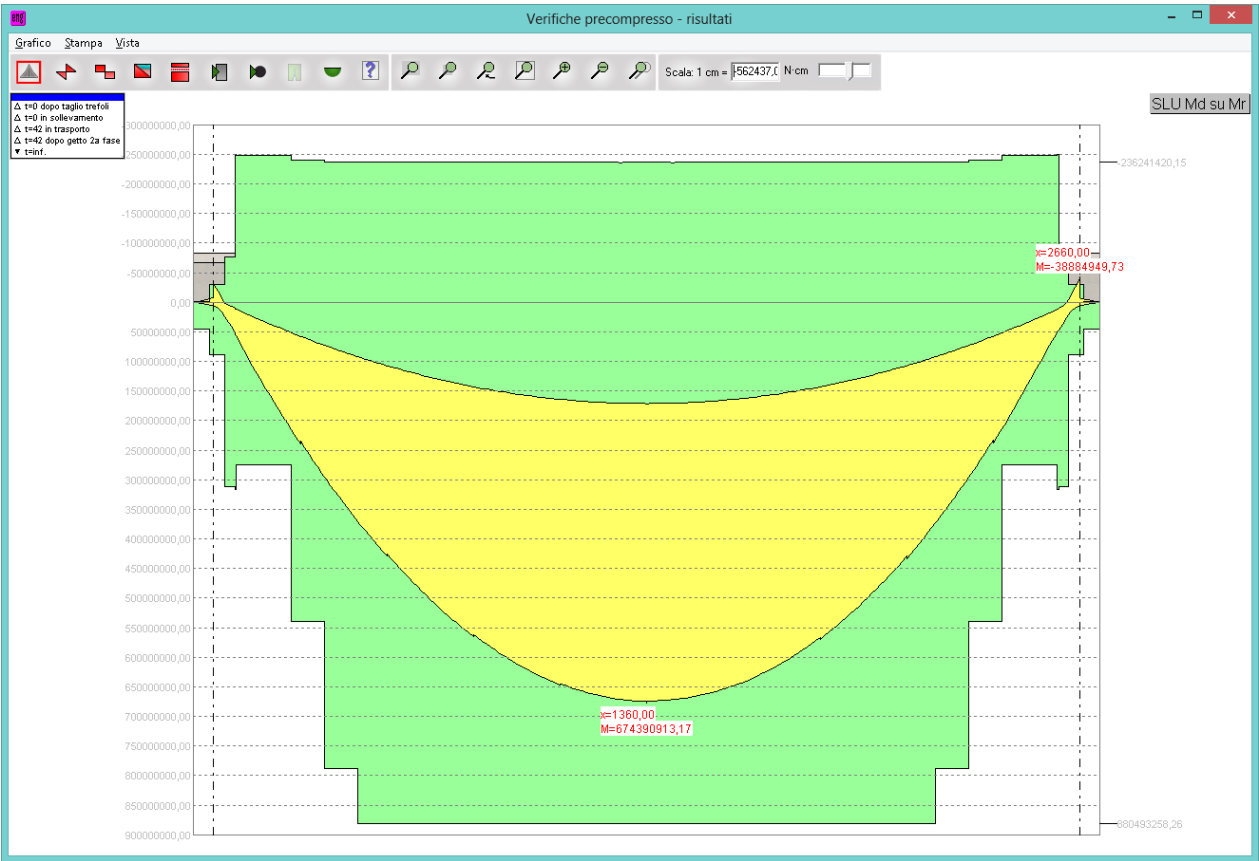 eng
Verifiche precompresso - risultati
Grafico Stampa Vista
Scala: 1 cm =
N·cm
SLU Md su Mr
Δ t=0 dopo taglio trefoli
Δ t=0 in sollevamento
Δ t=42 in trasporto
Δ t=42 dopo getto 2a fase
▼ t=inf.
300000000,00
250000000,00
-200000000,00
-150000000,00
-100000000,00
-50000000,00
0,00
50000000,00
100000000,00
150000000,00
200000000,00
250000000,00
300000000,00
350000000,00
400000000,00
450000000,00
500000000,00
550000000,00
600000000,00
650000000,00
700000000,00
750000000,00
800000000,00
850000000,00
900000000,00
-236241420,15
x=2660,00
M=-38884949,73
x=1360,00
M=674390913,17
880493258,26